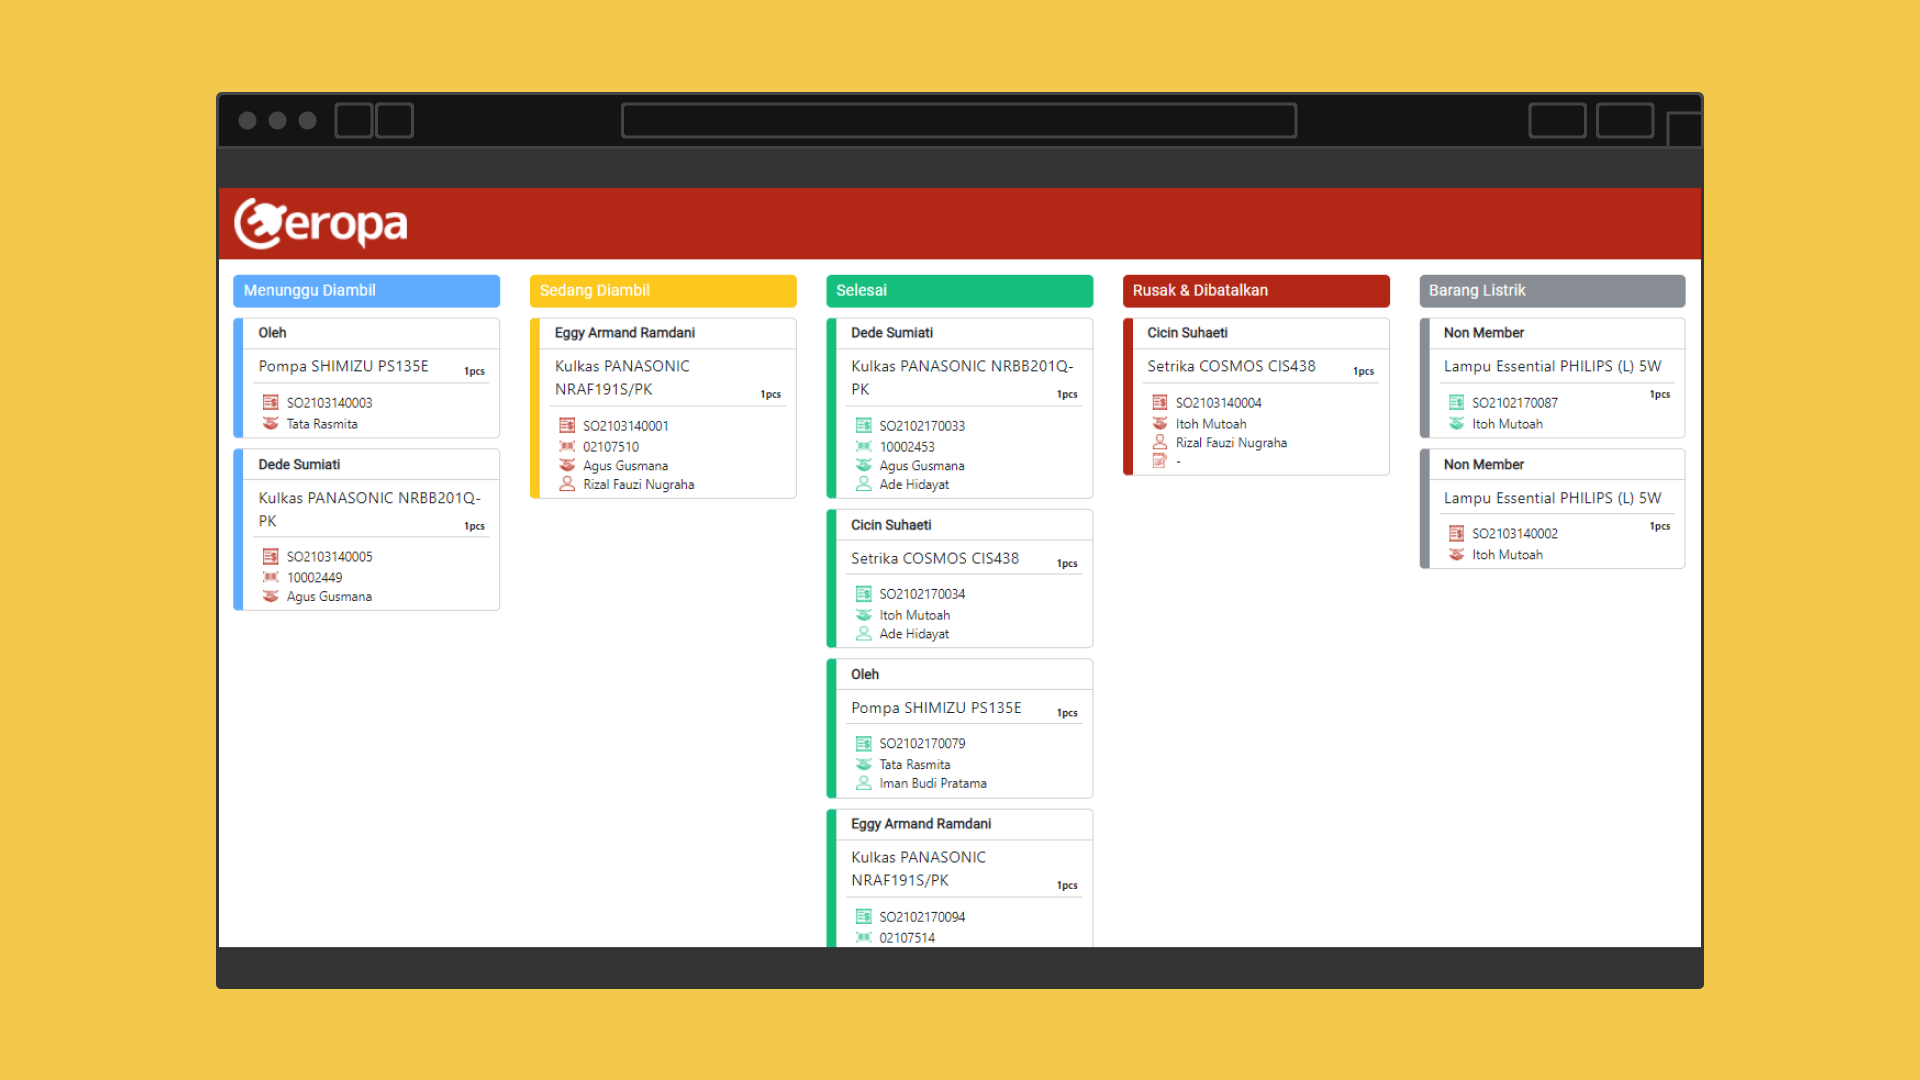 eropa
Menunggu Diambil
Oleh
Pompa SHIMIZU PS135E
1pcs
SO2103140003
Tata Rasmita
Dede Sumiati
Kulkas PANASONIC NRBB201Q-
PK
1pcs
SO2103140005
10002449
Agus Gusmana
Sedang Diambil
Eggy Armand Ramdani
Kulkas PANASONIC
NRAF191S/PK
1pcs
SO2103140001
02107510
Agus Gusmana
Rizal Fauzi Nugraha
Selesai
Dede Sumiati
Kulkas PANASONIC NRBB201Q-
PK
1pcs
SO2102170033
10002453
Agus Gusmana
Ade Hidayat
Cicin Suhaeti
Setrika COSMOS CIS438
1pcs
SO2102170034
Itoh Mutoah
Ade Hidayat
Oleh
Pompa SHIMIZU PS135E
1pcs
SO2102170079
Tata Rasmita
Iman Budi Pratama
Eggy Armand Ramdani
Kulkas PANASONIC
NRAF191S/PK
1pcs
SO2102170094
02107514
Rusak & Dibatalkan
Cicin Suhaeti
Setrika COSMOS CIS438
1pcs
SO2103140004
Itoh Mutoah
Rizal Fauzi Nugraha
-
Barang Listrik
Non Member
Lampu Essential PHILIPS (L) 5W
1pcs
SO2102170087
Itoh Mutoah
Non Member
Lampu Essential PHILIPS (L) 5W
1pcs
SO2103140002
Itoh Mutoah